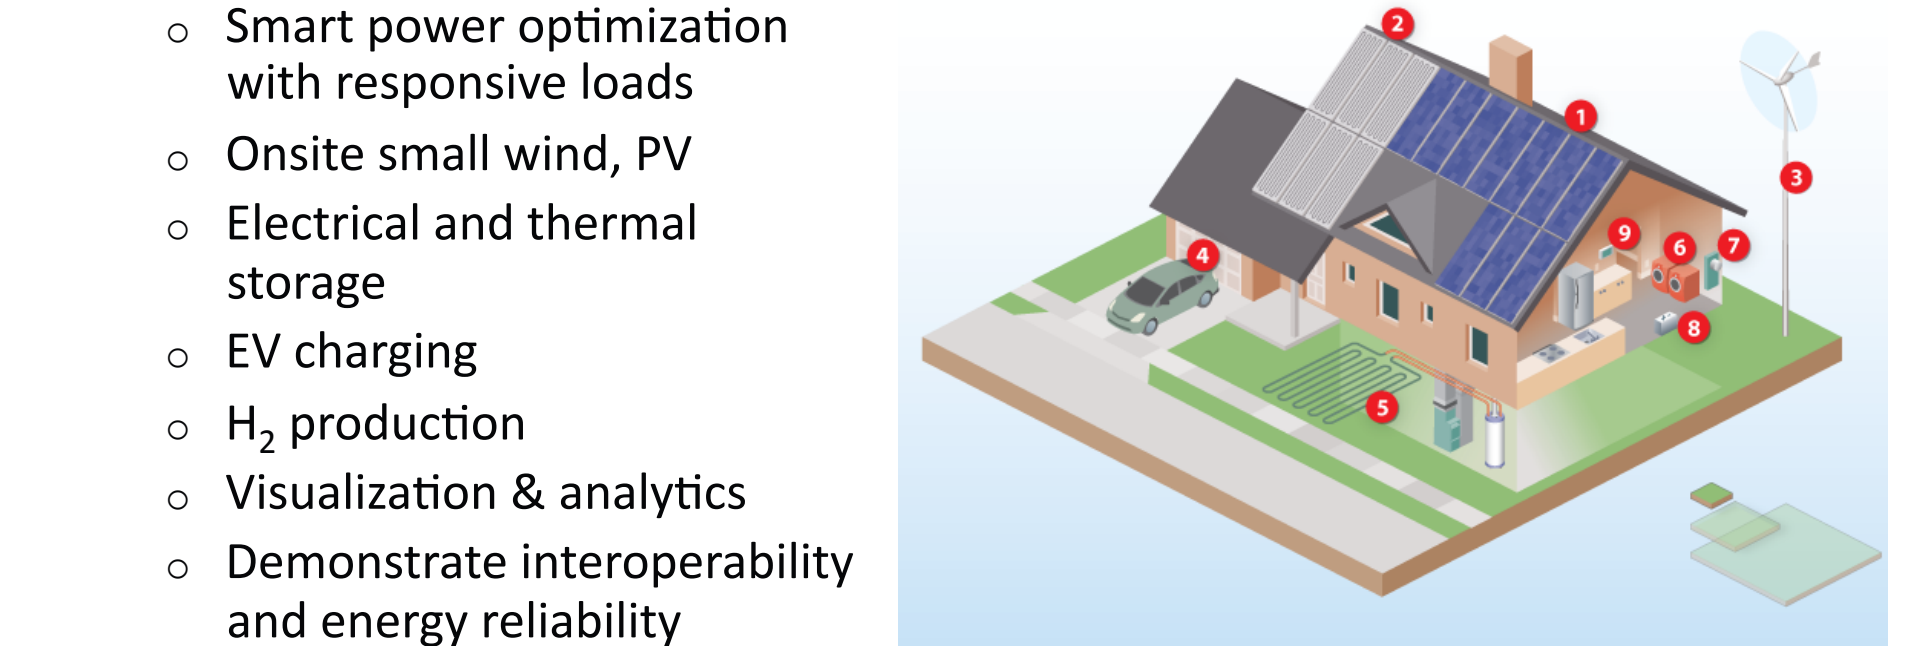 ○ Smart power optimization
with responsive loads
○ Onsite small wind, PV
○ Electrical and thermal
storage
○ EV charging
○ H₂ production
○ Visualization & analytics
○ Demonstrate interoperability
and energy reliability
2
1
3
4
9
6
7
8
5